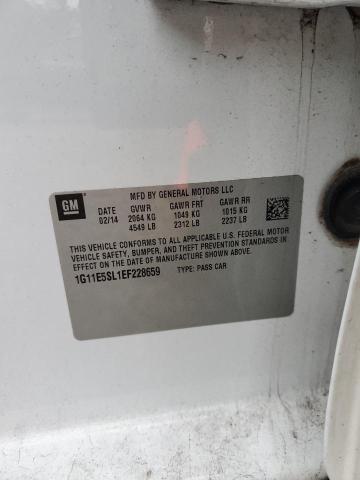 MFD BY GENERAL MOTORS LLC
GM DATE GVWR GAWR FRT GAWR RR
02/14 2064 KG 1049 KG 1015 KG
4549 LB 2312 LB 2237 LB
THIS VEHICLE CONFORMS TO ALL APPLICABLE U.S. FEDERAL MOTOR
VEHICLE SAFETY, BUMPER, AND THEFT PREVENTION STANDARDS IN
EFFECT ON THE DATE OF MANUFACTURE SHOWN ABOVE.
1G11E5SL1EF228659 TYPE: PASS CAR